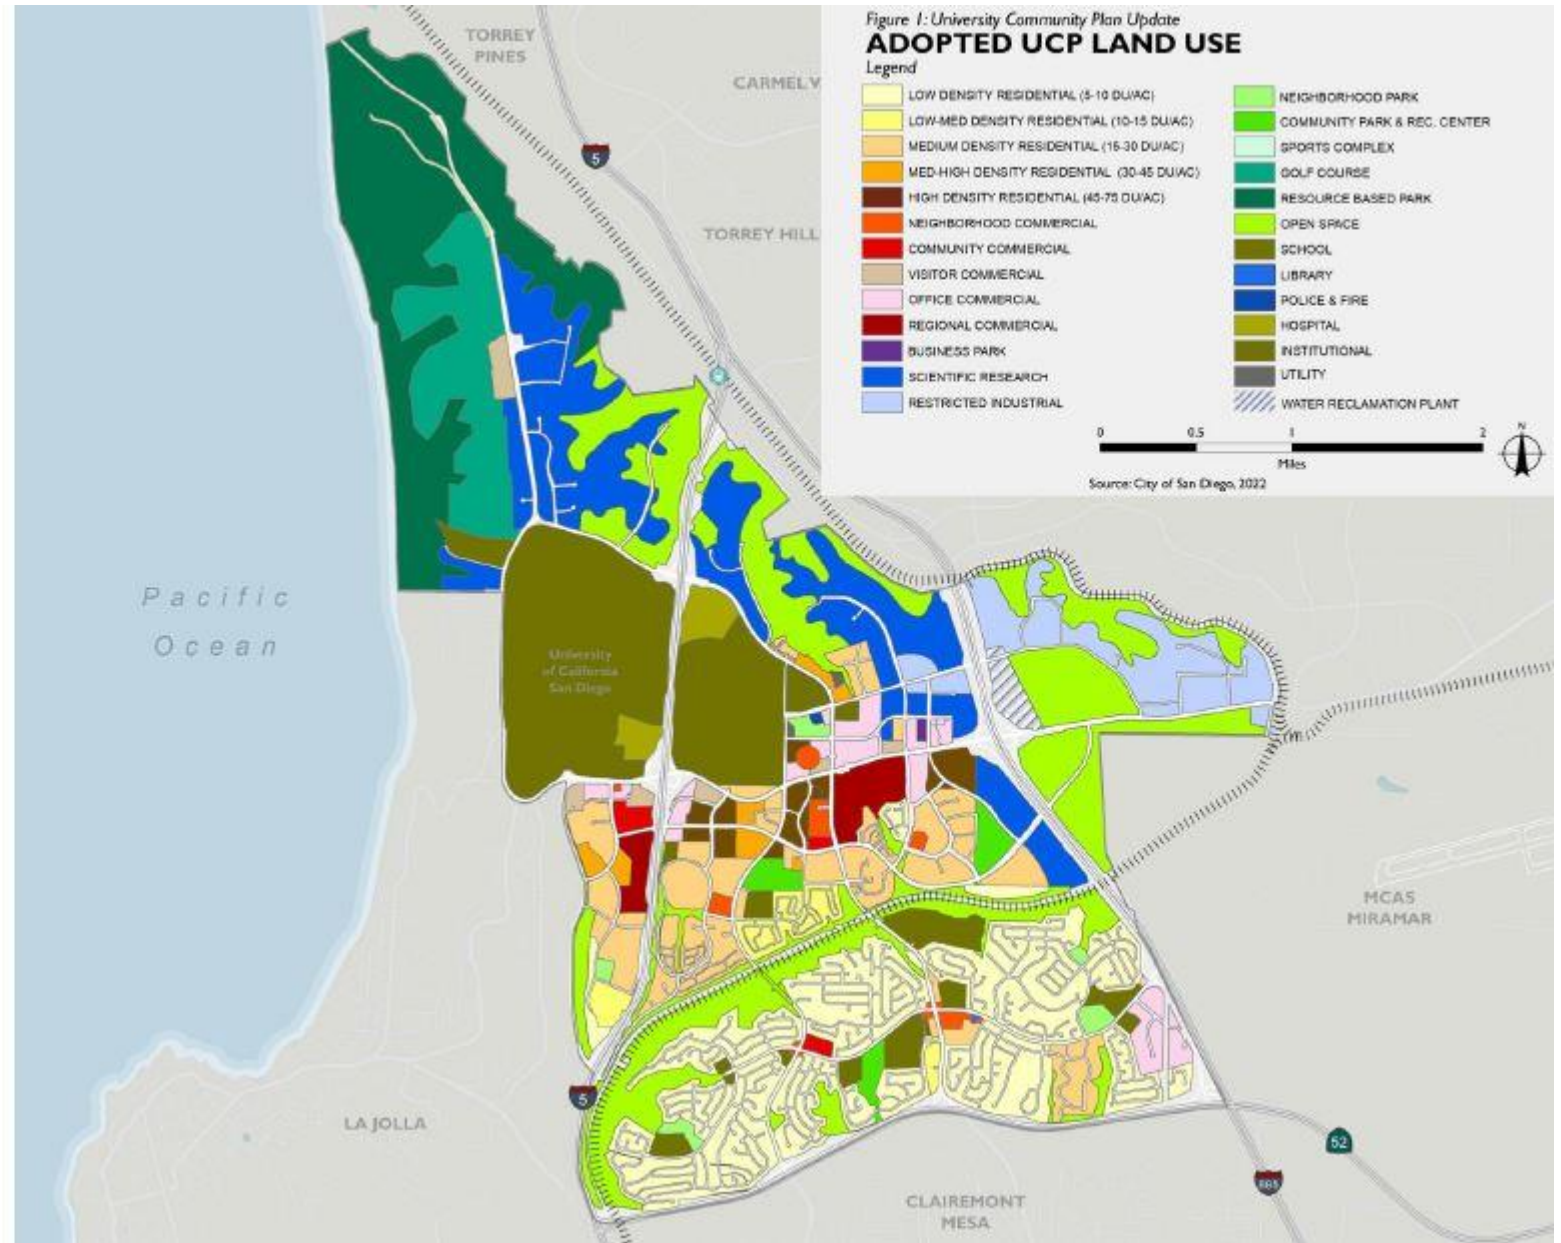 Figure 1: University Community Plan Update
ADOPTED UCP LAND USE
Legend
LOW DENSITY RESIDENTIAL (5-10 DU/AC)
LOW-MED DENSITY RESIDENTIAL (10-15 DU/AC)
MEDIUM DENSITY RESIDENTIAL (15-30 DU/AC)
MED-HIGH DENSITY RESIDENTIAL (30-45 DU/AC)
HIGH DENSITY RESIDENTIAL (45-75 DU/AC)
NEIGHBORHOOD COMMERCIAL
COMMUNITY COMMERCIAL
VISITOR COMMERCIAL
OFFICE COMMERCIAL
REGIONAL COMMERCIAL
BUSINESS PARK
SCIENTIFIC RESEARCH
RESTRICTED INDUSTRIAL
NEIGHBORHOOD PARK
COMMUNITY PARK & REC. CENTER
SPORTS COMPLEX
GOLF COURSE
RESOURCE BASED PARK
OPEN SPACE
SCHOOL
LIBRARY
POLICE & FIRE
HOSPITAL
INSTITUTIONAL
UTILITY
WATER RECLAMATION PLANT
0 0.5 1 2
Miles
N
Source: City of San Diego, 2022
TORREY
PINES
CARMEL V
5
TORREY HILL
Pacific
Ocean
University
of California
San Diego
MCAS
MIRAMAR
5
LA JOLLA
52
805
CLAIREMONT
MESA